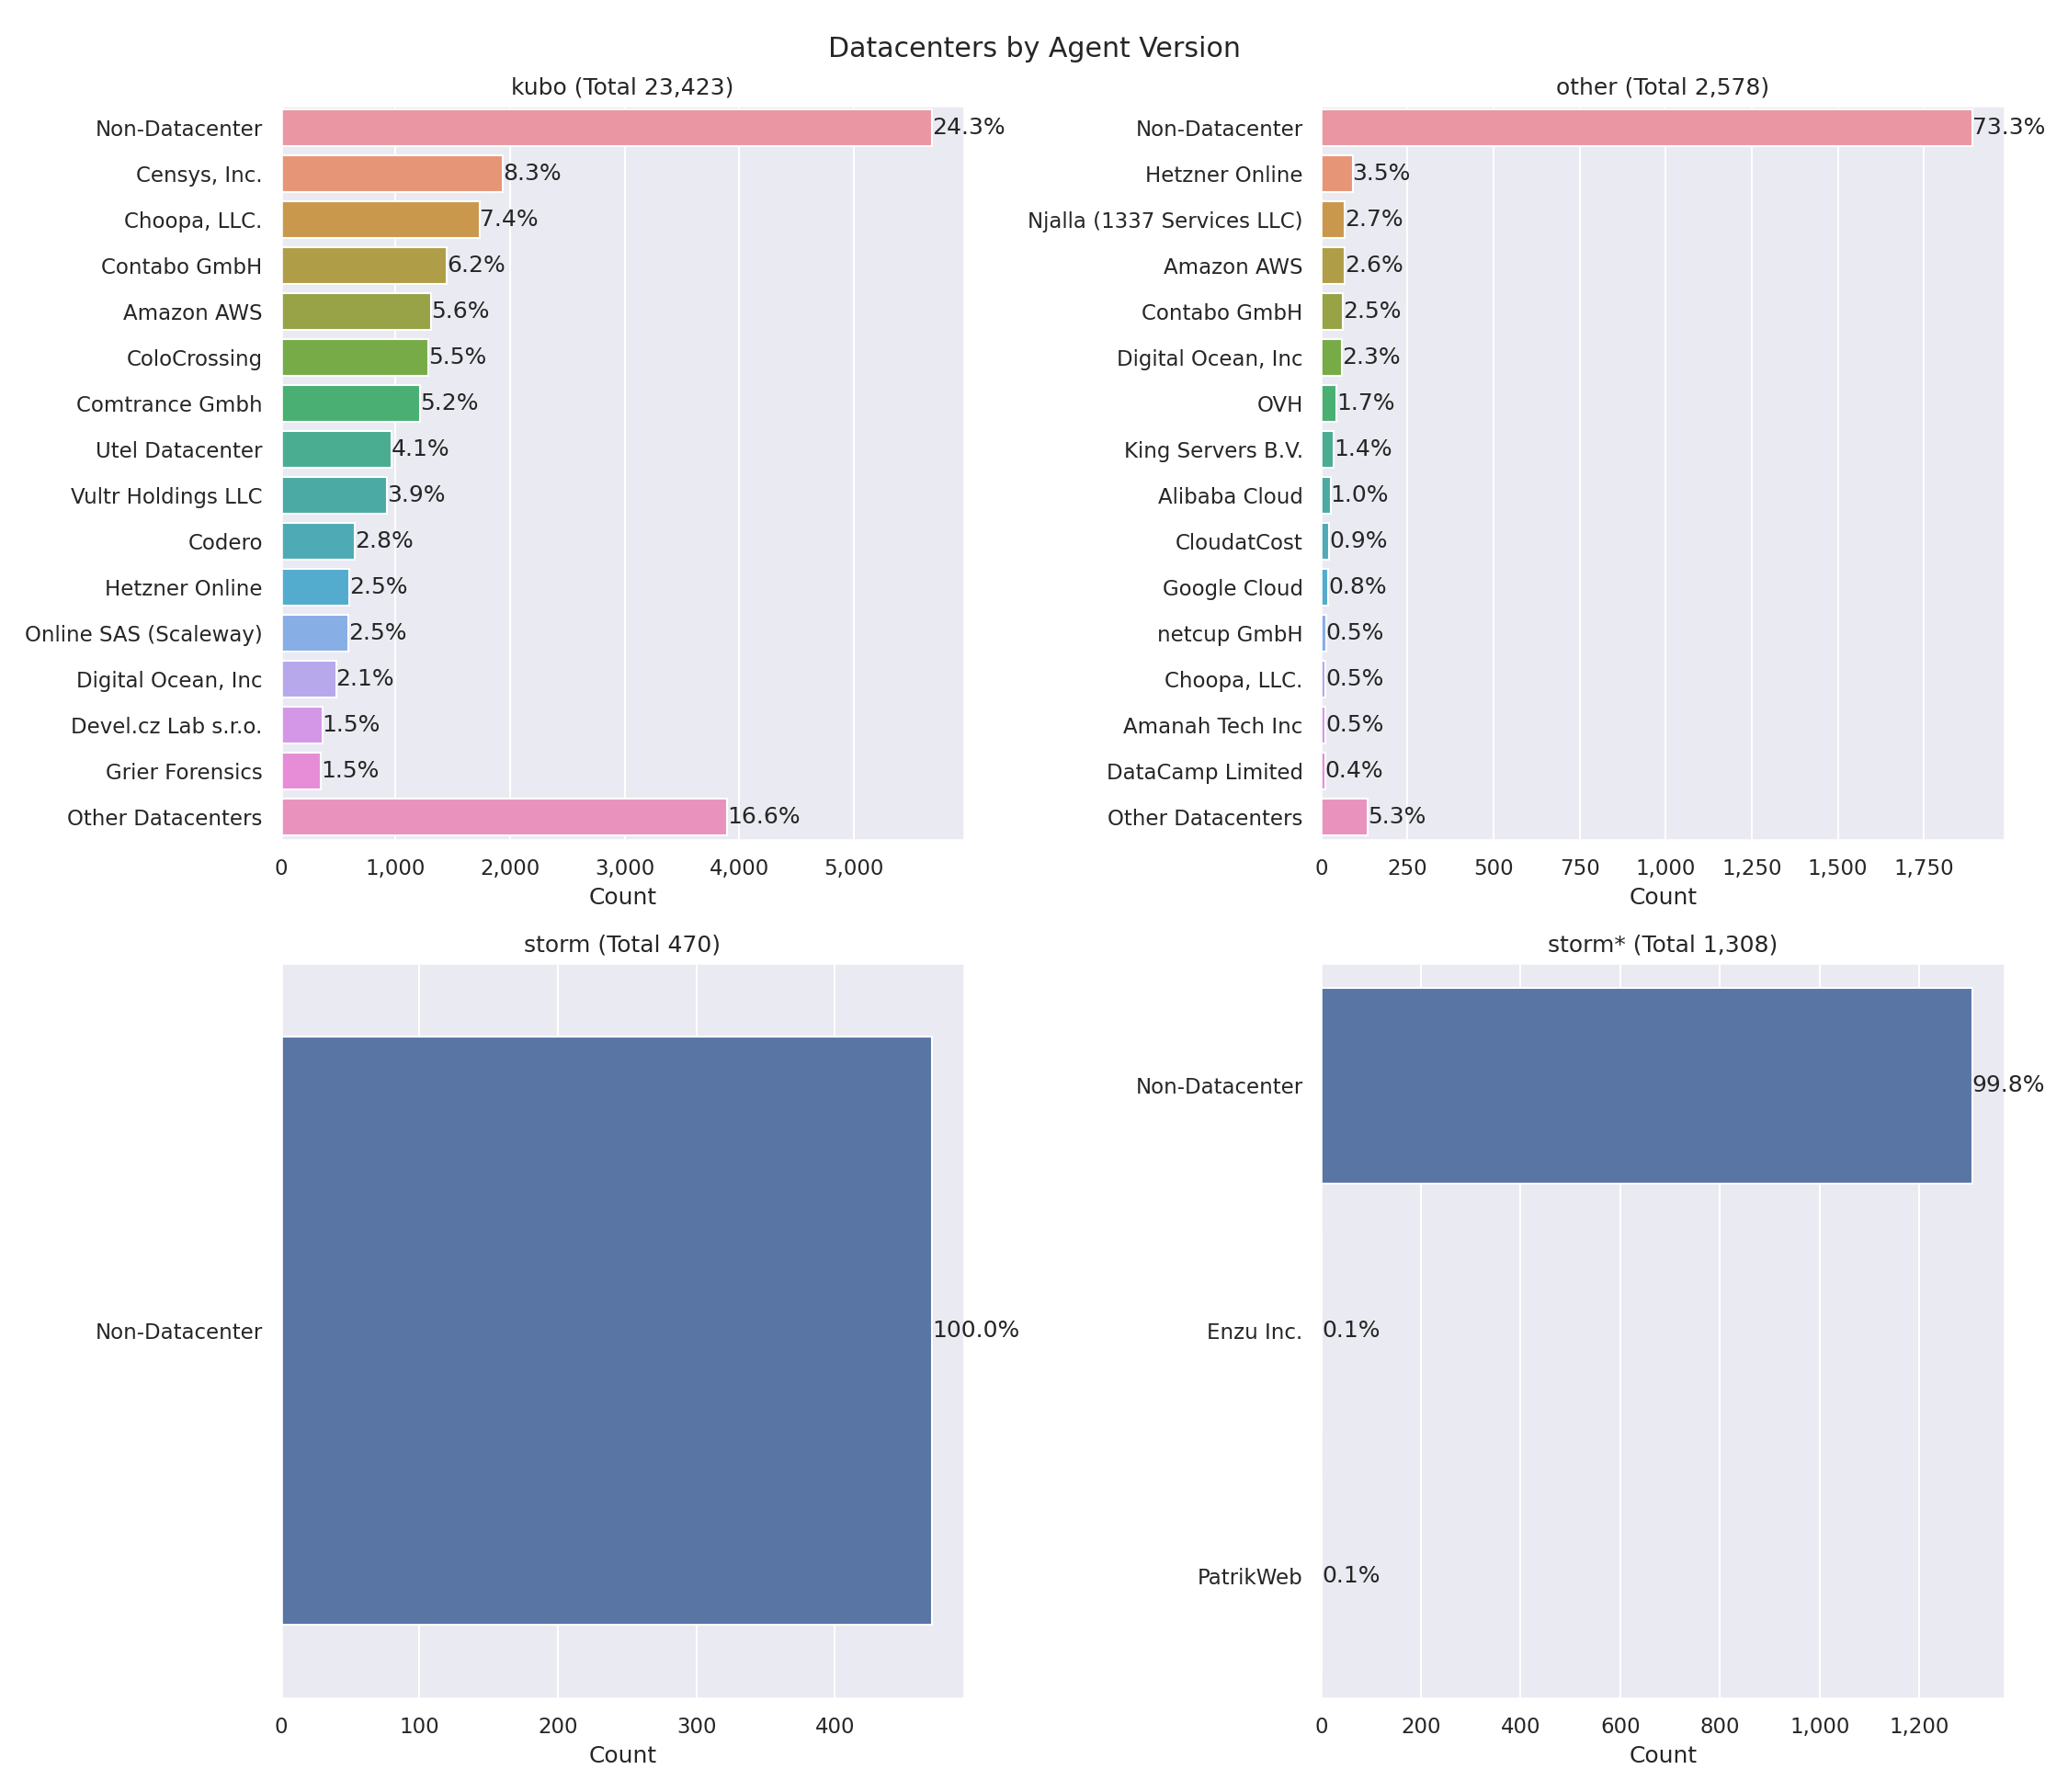 Datacenters by Agent Version
kubo (Total 23,423)
Non-Datacenter 24.3%
Censys, Inc. 8.3%
Choopa, LLC. 7.4%
Contabo GmbH 6.2%
Amazon AWS 5.6%
ColoCrossing 5.5%
Comtrance Gmbh 5.2%
Utel Datacenter 4.1%
Vultr Holdings LLC 3.9%
Codero 2.8%
Hetzner Online 2.5%
Online SAS (Scaleway) 2.5%
Digital Ocean, Inc 2.1%
Devel.cz Lab s.r.o. 1.5%
Grier Forensics 1.5%
Other Datacenters 16.6%
0 1,000 2,000 3,000 4,000 5,000
Count
other (Total 2,578)
Non-Datacenter 73.3%
Hetzner Online 3.5%
Njalla (1337 Services LLC) 2.7%
Amazon AWS 2.6%
Contabo GmbH 2.5%
Digital Ocean, Inc 2.3%
OVH 1.7%
King Servers B.V. 1.4%
Alibaba Cloud 1.0%
CloudatCost 0.9%
Google Cloud 0.8%
netcup GmbH 0.5%
Choopa, LLC. 0.5%
Amanah Tech Inc 0.5%
DataCamp Limited 0.4%
Other Datacenters 5.3%
0 250 500 750 1,000 1,250 1,500 1,750
Count
storm (Total 470)
Non-Datacenter 100.0%
0 100 200 300 400
Count
storm* (Total 1,308)
Non-Datacenter 99.8%
Enzu Inc. 0.1%
PatrikWeb 0.1%
0 200 400 600 800 1,000 1,200
Count